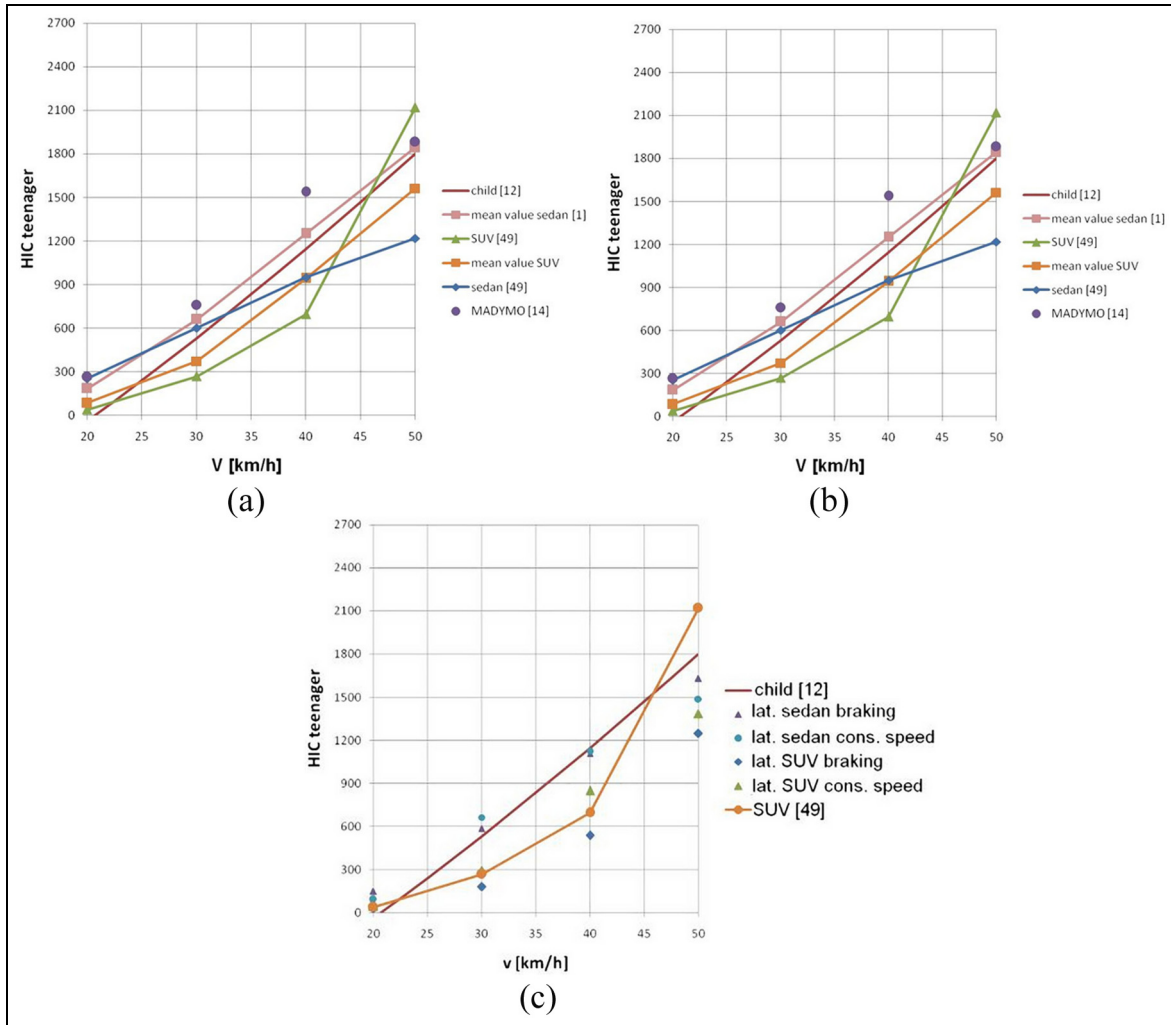 2700
2400
2100
1800
1500
1200
900
600
300
0
HIC teenager
20 25 30 35 40 45 50
V [km/h]
child [12]
mean value sedan [1]
SUV [49]
mean value SUV
sedan [49]
MADYMO [14]
(a)
2700
2400
2100
1800
1500
1200
900
600
300
0
HIC teenager
20 25 30 35 40 45 50
V [km/h]
child [12]
mean value sedan [1]
SUV [49]
mean value SUV
sedan [49]
MADYMO [14]
(b)
2700
2400
2100
1800
1500
1200
900
600
300
0
HIC teenager
20 25 30 35 40 45 50
v [km/h]
child [12]
lat. sedan braking
lat. sedan cons. speed
lat. SUV braking
lat. SUV cons. speed
SUV [49]
(c)